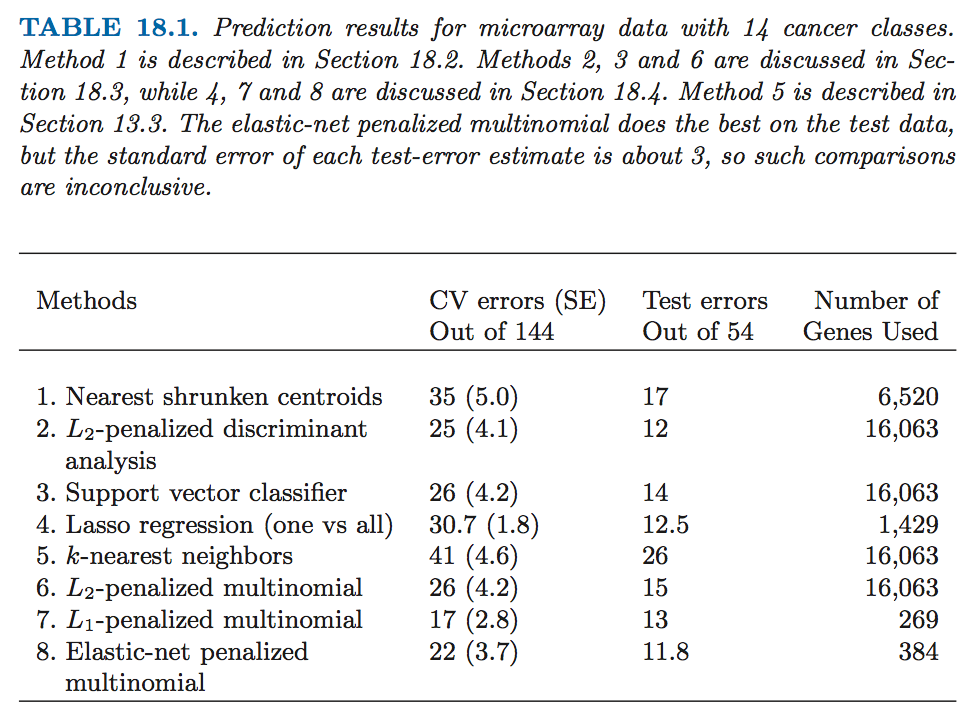 TABLE 18.1. Prediction results for microarray data with 14 cancer classes.
Method 1 is described in Section 18.2. Methods 2, 3 and 6 are discussed in Sec-
tion 18.3, while 4, 7 and 8 are discussed in Section 18.4. Method 5 is described in
Section 13.3. The elastic-net penalized multinomial does the best on the test data,
but the standard error of each test-error estimate is about 3, so such comparisons
are inconclusive.
Methods CV errors (SE) Test errors Number of
Out of 144 Out of 54 Genes Used
1. Nearest shrunken centroids 35 (5.0) 17 6,520
2. L2-penalized discriminant 25 (4.1) 12 16,063
analysis
3. Support vector classifier 26 (4.2) 14 16,063
4. Lasso regression (one vs all) 30.7 (1.8) 12.5 1,429
5. k-nearest neighbors 41 (4.6) 26 16,063
6. L2-penalized multinomial 26 (4.2) 15 16,063
7. L1-penalized multinomial 17 (2.8) 13 269
8. Elastic-net penalized 22 (3.7) 11.8 384
multinomial